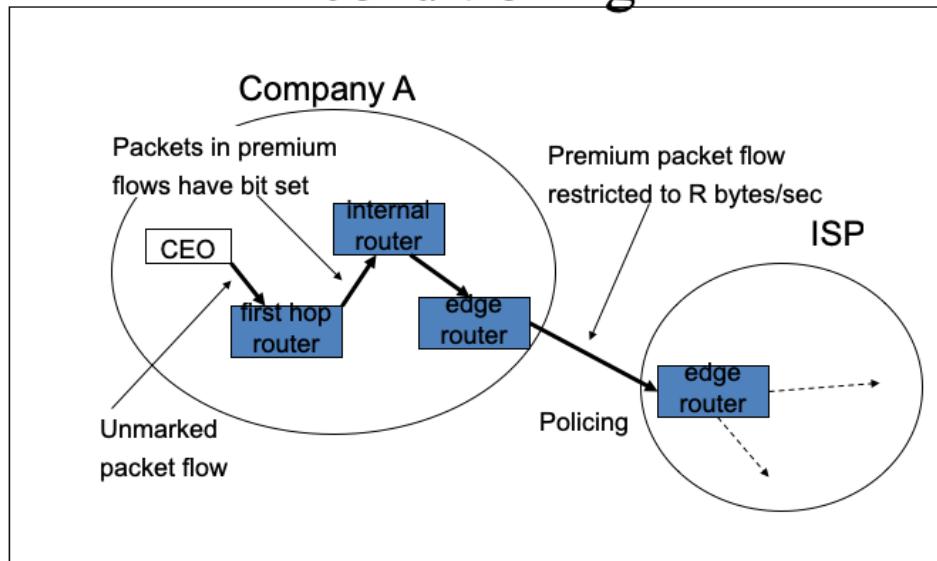 Company A
Packets in premium
flows have bit set
Premium packet flow
restricted to R bytes/sec
ISP
internal
router
CEO
first hop
router
edge
router
edge
router
Policing
Unmarked
packet flow